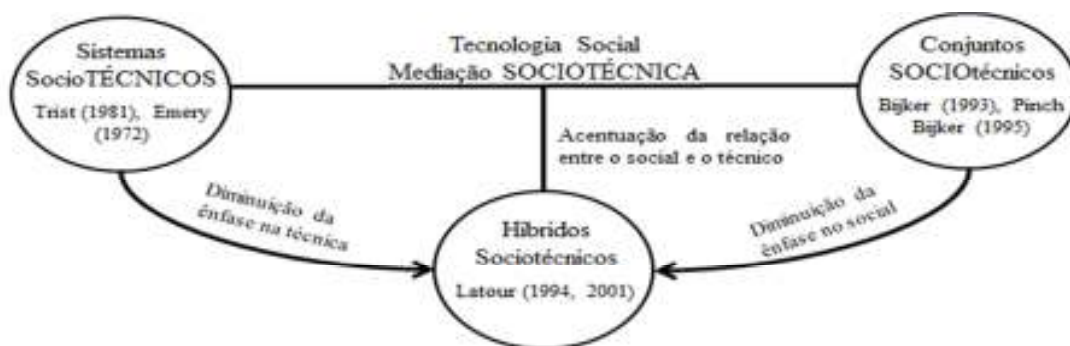 Sistemas
SocioTÉCNICOS
Trist (1981), Emery
(1972)
Tecnologia Social
Mediação SOCIOTÉCNICA
Conjuntos
SOCIOtécnicos
Bijker (1993), Pinch
Bijker (1995)
Acentuação da relação
entre o social e o técnico
Diminuição da
ênfase na técnica
Híbridos
Sociotécnicos
Latour (1994, 2001)
Diminuição da
ênfase no social